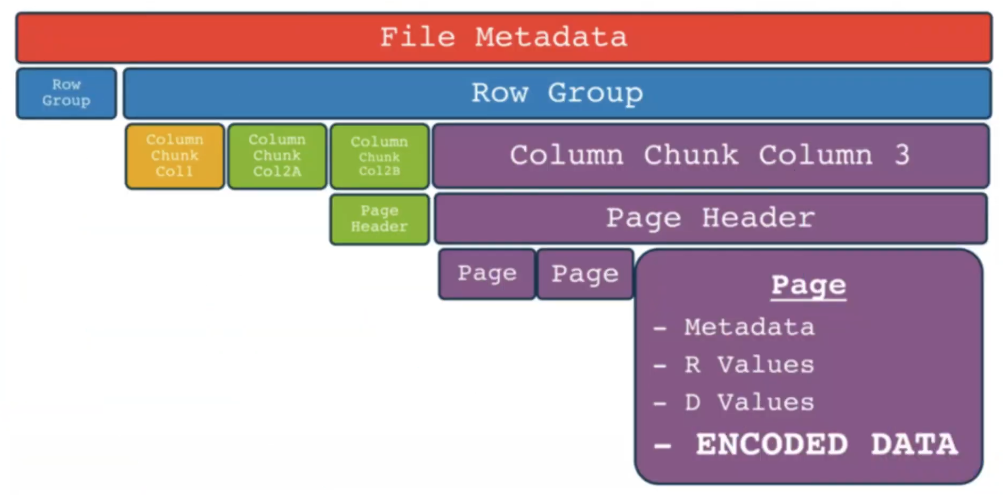 File Metadata
Row
Group
Row Group
Column
Chunk
Col1
Column
Chunk
Col2A
Column
Chunk
Col2B
Column Chunk Column 3
Page
Header
Page Header
Page
Page
Page
- Metadata
- R Values
- D Values
- ENCODED DATA